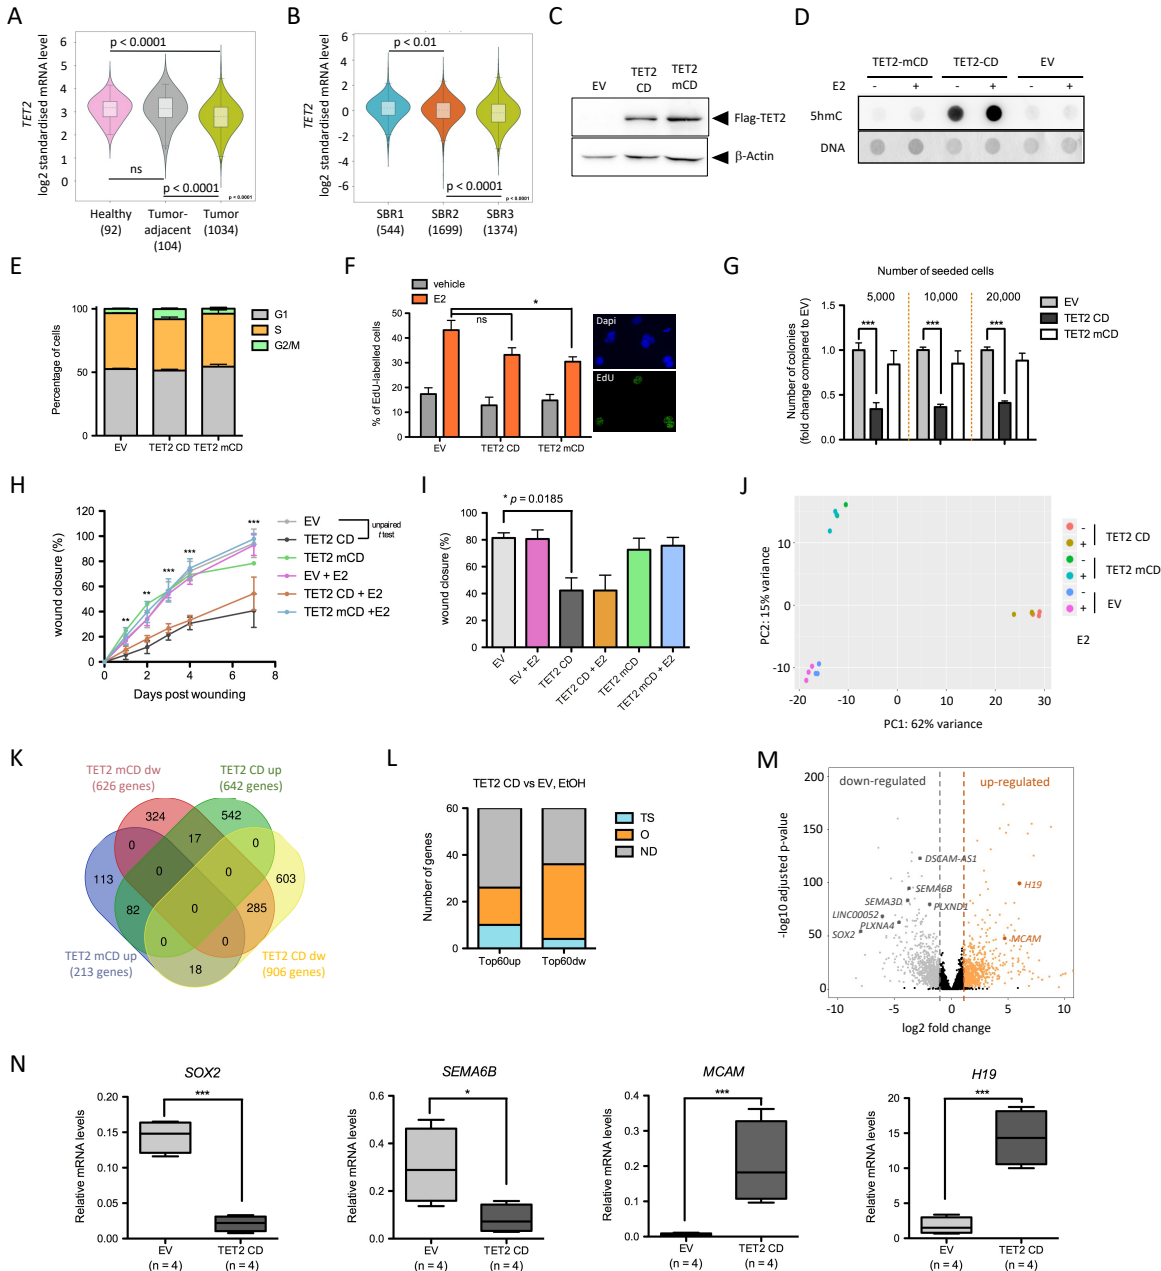 A
TET2
log2 standardised mRNA level
6
5
4
3
2
1
0
p < 0.0001
ns
p < 0.0001
p < 0.0001
Healthy
(92)
Tumor-
adjacent
(104)
Tumor
(1034)
B
TET2
log2 standardised mRNA level
6
4
2
0
-2
-4
-6
p < 0.01
p < 0.0001
p < 0.0001
SBR1
(544)
SBR2
(1699)
SBR3
(1374)
C
EV
TET2
CD
TET2
mCD
Flag-TET2
β-Actin
D
TET2-mCD
TET2-CD
EV
E2
- + - + - +
5hmC
DNA
E
Percentage of cells
100
50
0
EV
TET2 CD
TET2 mCD
G1
S
G2/M
F
vehicle
E2
% of EdU-labelled cells
50
40
30
20
10
0
ns
*
EV
TET2 CD
TET2 mCD
Dapi
EdU
G
Number of seeded cells
5,000
10,000
20,000
Number of colonies
(fold change compared to EV)
1.5
1.0
0.5
0.0
***
***
***
EV
TET2 CD
TET2 mCD
H
wound closure (%)
120
100
80
60
40
20
0
** ** *** *** ***
0 2 4 6 8
Days post wounding
EV
TET2 CD
TET2 mCD
EV + E2
TET2 CD + E2
TET2 mCD +E2
unpaired
t test
I
* p = 0.0185
wound closure (%)
100
80
60
40
20
0
EV
EV + E2
TET2 CD
TET2 CD + E2
TET2 mCD
TET2 mCD + E2
J
PC2: 15% variance
10
0
-10
-20 -10 0 10 20 30
PC1: 62% variance
-
+
TET2 CD
-
+
TET2 mCD
-
+
EV
E2
K
TET2 mCD dw
(626 genes)
TET2 CD up
(642 genes)
324
542
0
17
0
113
0
0
603
82
0
285
0
0
18
TET2 mCD up
(213 genes)
TET2 CD dw
(906 genes)
L
TET2 CD vs EV, EtOH
Number of genes
60
40
20
0
Top60up
Top60dw
TS
O
ND
M
-log10 adjusted p-value
200
150
100
50
0
down-regulated
up-regulated
DSCAM-AS1
SEMA6B
SEMA3D
PLXND1
LINC00052
PLXNA4
SOX2
H19
MCAM
-10 -5 0 5 10
log2 fold change
N
SOX2
Relative mRNA levels
0.20
0.15
0.10
0.05
0.00
***
EV
(n = 4)
TET2 CD
(n = 4)
SEMA6B
Relative mRNA levels
0.6
0.4
0.2
0.0
*
EV
(n = 4)
TET2 CD
(n = 4)
MCAM
Relative mRNA levels
0.4
0.3
0.2
0.1
0.0
***
EV
(n = 4)
TET2 CD
(n = 4)
H19
Relative mRNA levels
25
20
15
10
5
0
***
EV
(n = 4)
TET2 CD
(n = 4)